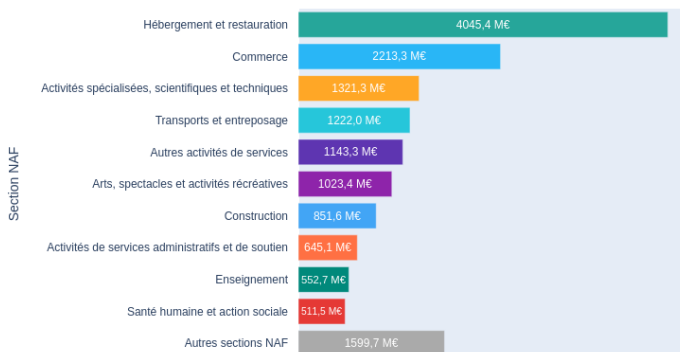 Hébergement et restauration 4045,4 M€
Commerce 2213,3 M€
Activités spécialisées, scientifiques et techniques 1321,3 M€
Transports et entreposage 1222,0 M€
Autres activités de services 1143,3 M€
Arts, spectacles et activités récréatives 1023,4 M€
Construction 851,6 M€
Activités de services administratifs et de soutien 645,1 M€
Enseignement 552,7 M€
Santé humaine et action sociale 511,5 M€
Autres sections NAF 1599,7 M€
Section NAF